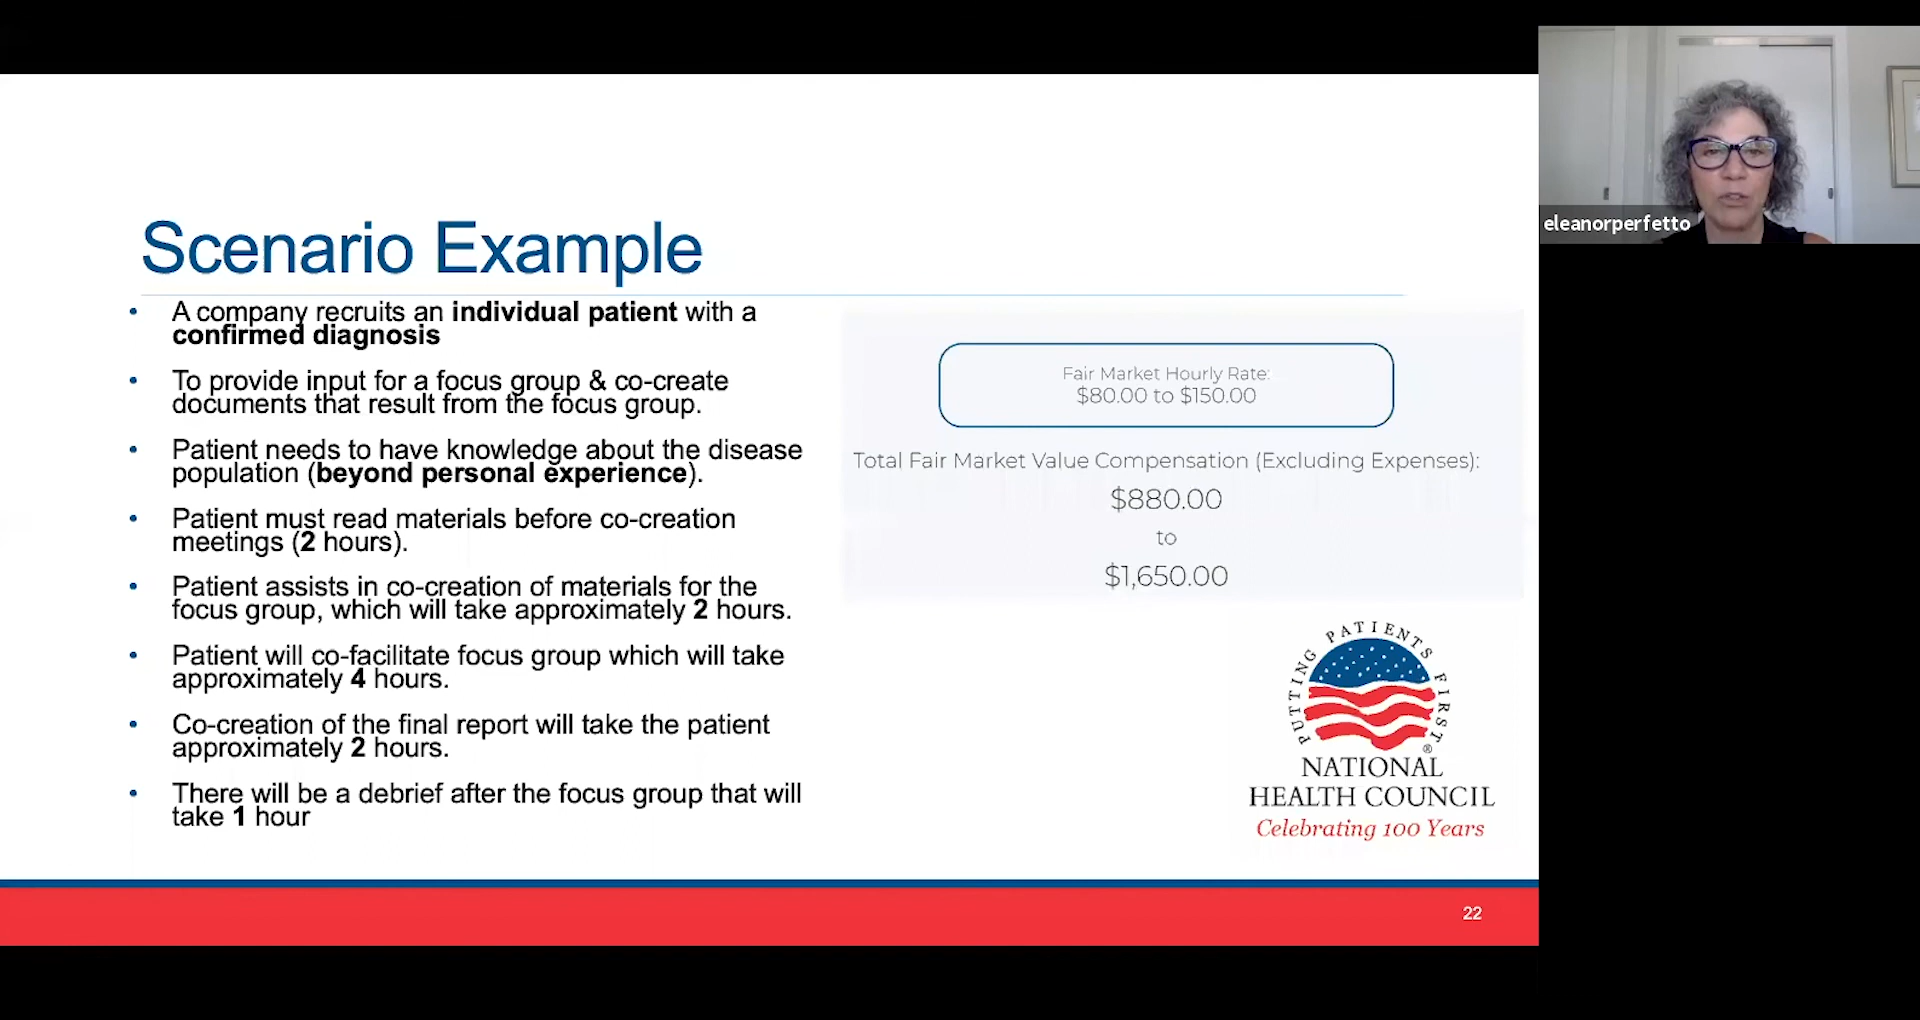 eleanorperfetto
Scenario Example
• A company recruits an individual patient with a
confirmed diagnosis
• To provide input for a focus group & co-create
documents that result from the focus group.
• Patient needs to have knowledge about the disease
population (beyond personal experience).
• Patient must read materials before co-creation
meetings (2 hours).
• Patient assists in co-creation of materials for the
focus group, which will take approximately 2 hours.
• Patient will co-facilitate focus group which will take
approximately 4 hours.
• Co-creation of the final report will take the patient
approximately 2 hours.
• There will be a debrief after the focus group that will
take 1 hour
Fair Market Hourly Rate:
$80.00 to $150.00
Total Fair Market Value Compensation (Excluding Expenses):
$880.00
to
$1,650.00
PUTTING PATIENTS FIRST®
NATIONAL
HEALTH COUNCIL
Celebrating 100 Years
22